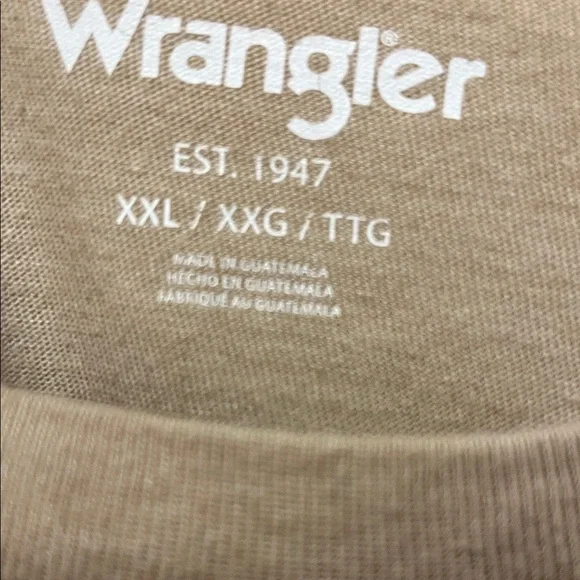 Wrangler®
EST. 1947
XXL / XXG / TTG
MADE IN GUATEMALA
HECHO EN GUATEMALA
FABRIQUÉ AU GUATEMALA